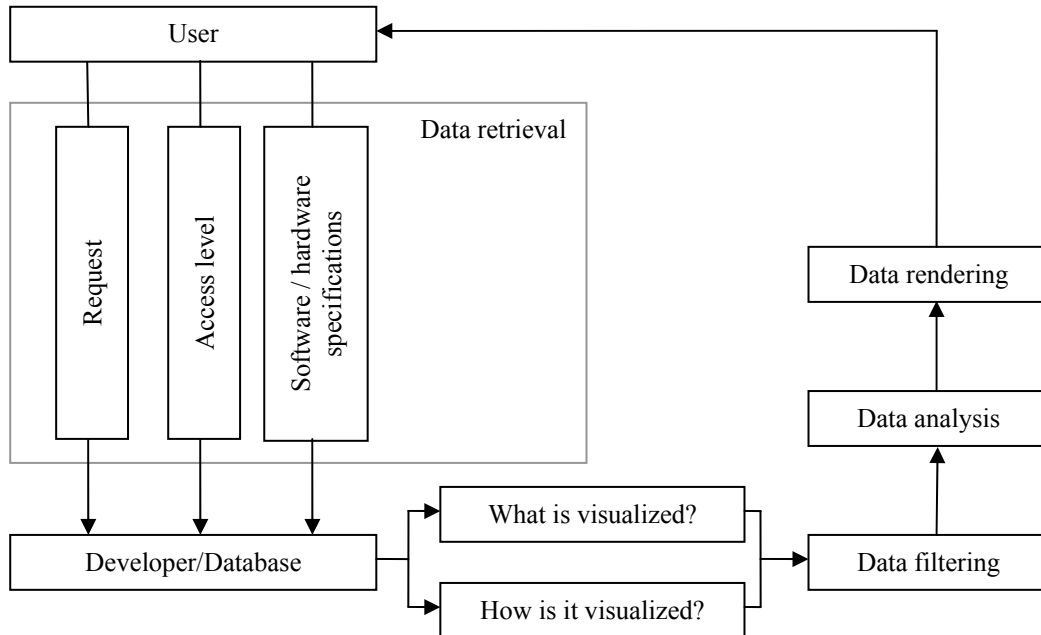 User
Data retrieval
Request
Access level
Software / hardware
specifications
Data rendering
Data analysis
What is visualized?
Developer/Database
Data filtering
How is it visualized?